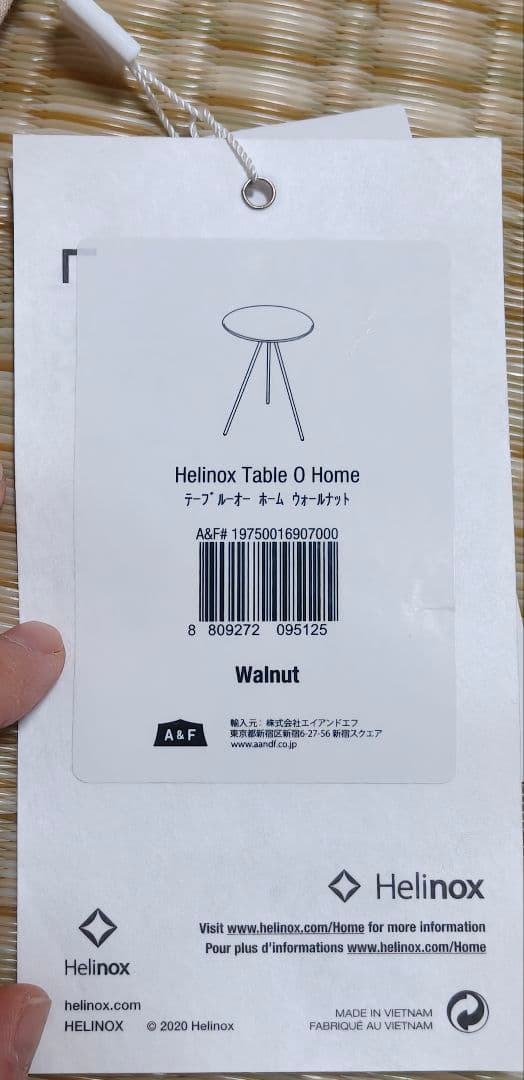 Helinox Table O Home
テーブルーオー ホーム ウォールナット
A&F# 19750016907000
8 809272 095125
Walnut
A & F
輸入元: 株式会社エイアンドエフ
東京都新宿区新宿6-27-56 新宿スクエア
www.aandf.co.jp
Helinox
Visit www.helinox.com/Home for more information
Pour plus d'informations www.helinox.com/Home
Helinox
helinox.com
HELINOX © 2020 Helinox
MADE IN VIETNAM
FABRIQUÉ AU VIETNAM